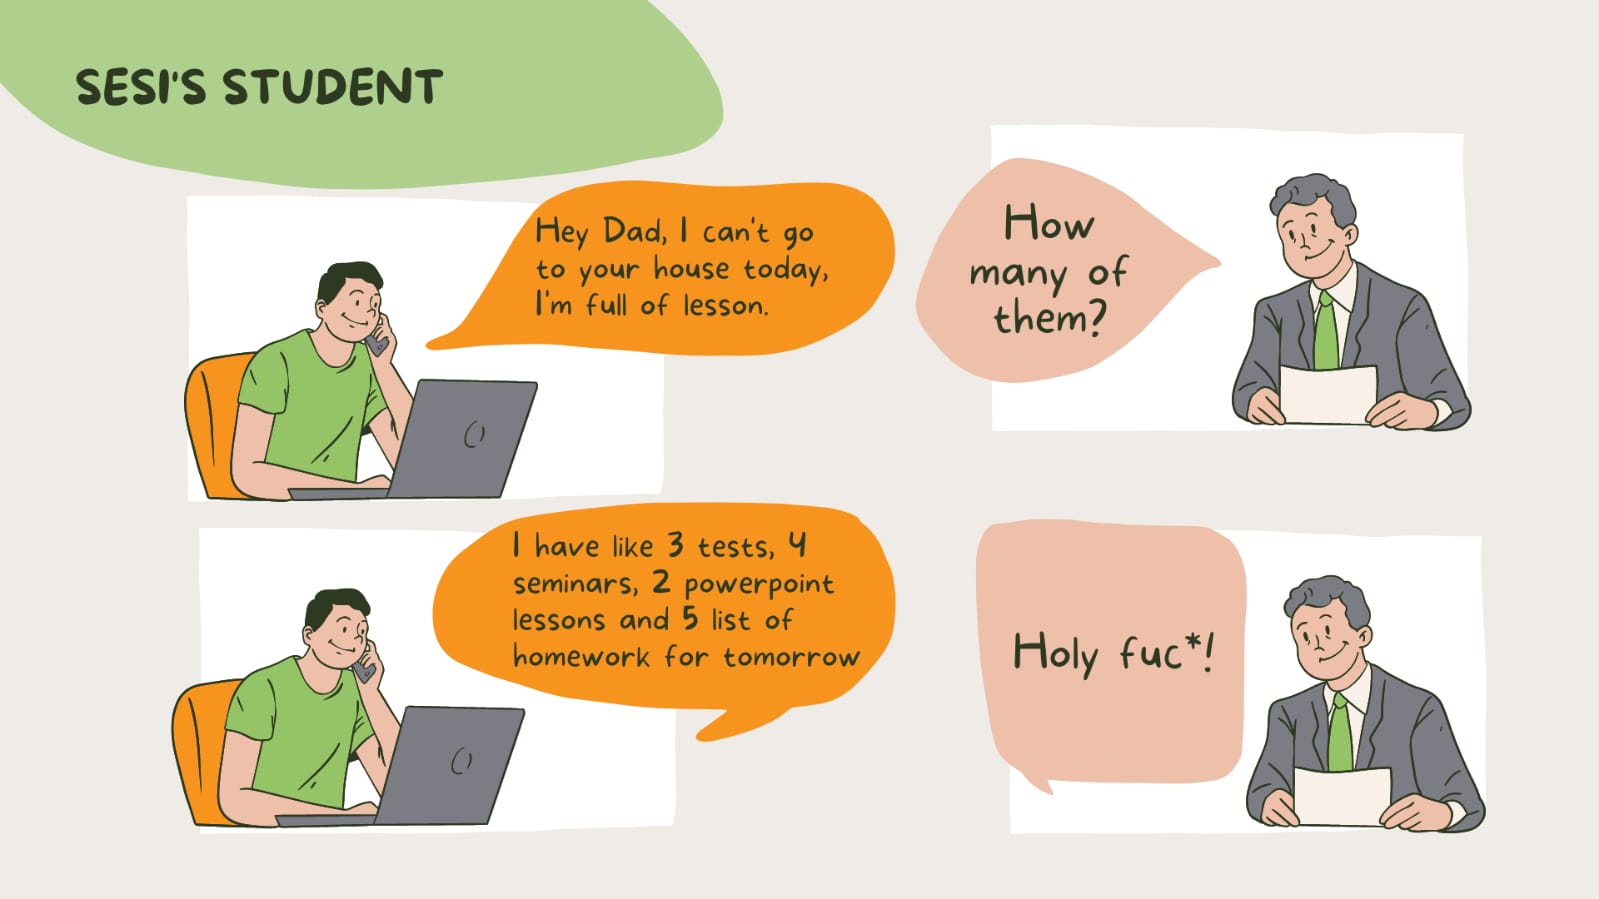 SESI'S STUDENT
Hey Dad, I can't go
to your house today,
I'm full of lesson.
How
many of
them?
I have like 3 tests, 4
seminars, 2 powerpoint
lessons and 5 list of
homework for tomorrow
Holy fuc*!